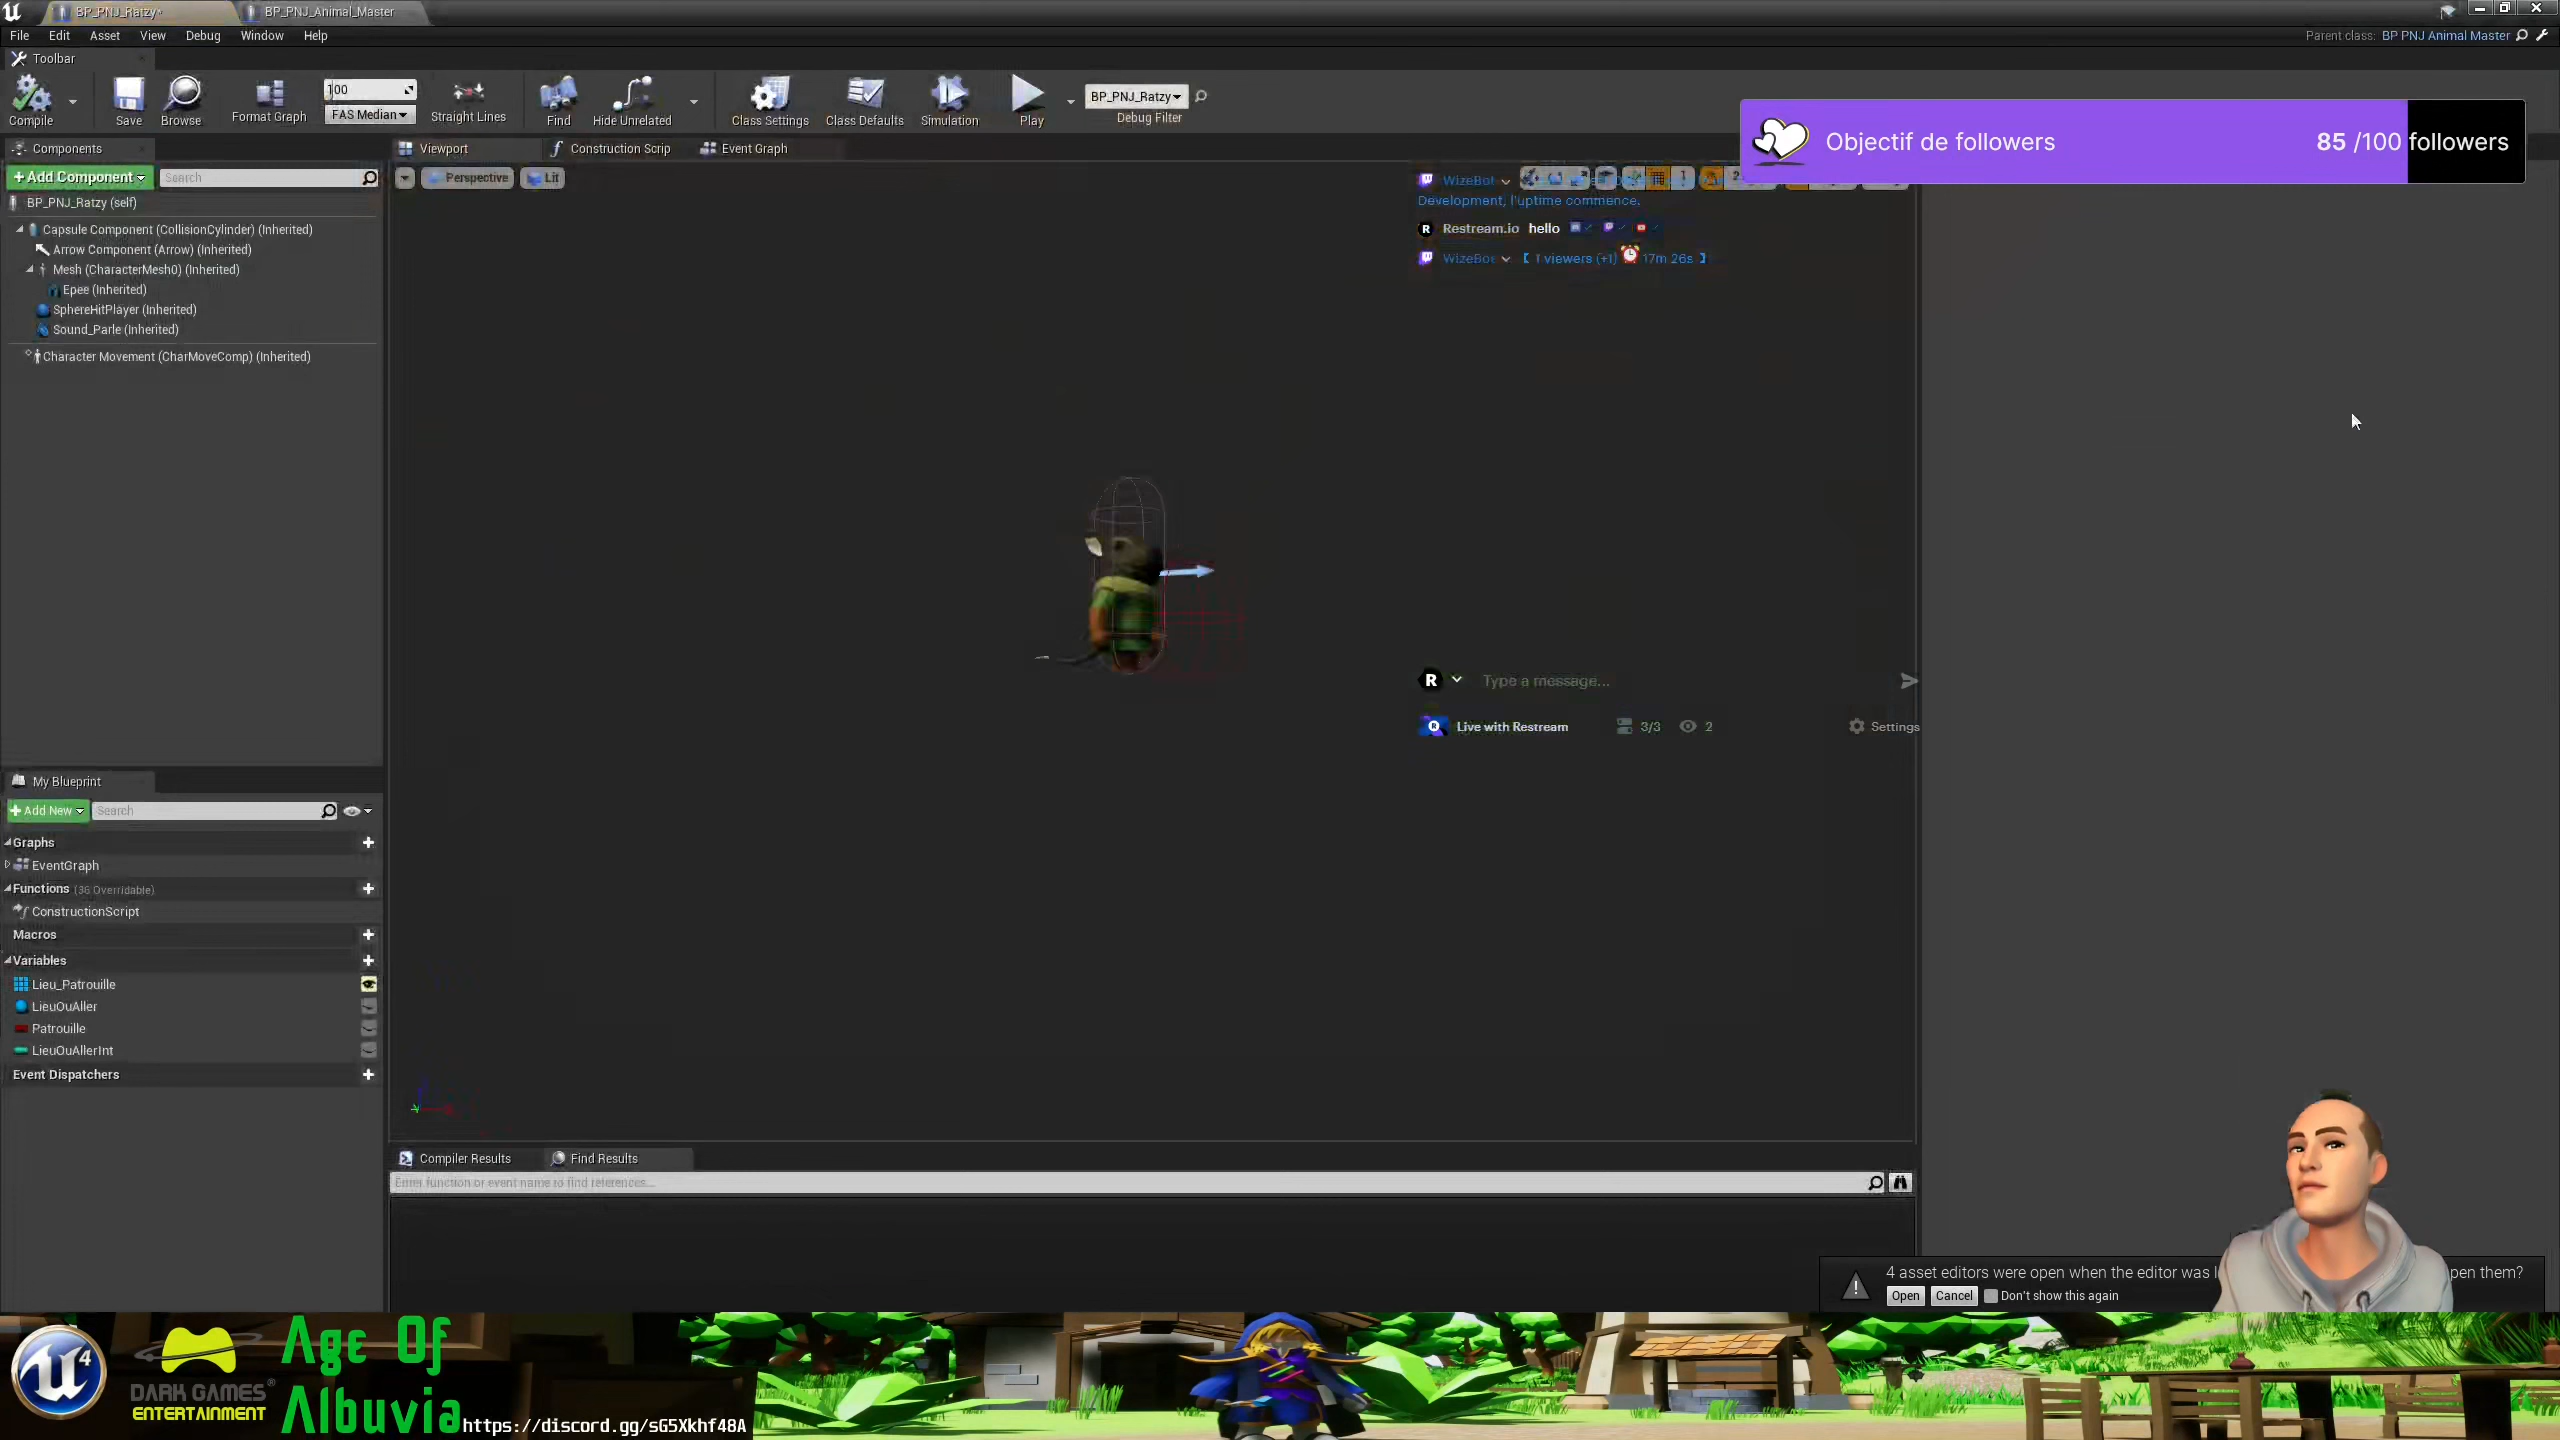 BP_PNJ_Ratzy*
BP_PNJ_Animal_Master
File Edit Asset View Debug Window Help
Parent class: BP PNJ Animal Master
Toolbar
100
FAS Median
Compile Save Browse Format Graph Straight Lines Find Hide Unrelated Class Settings Class Defaults Simulation Play
BP_PNJ_Ratzy
Debug Filter
Objectif de followers 85 /100 followers
Components
Viewport Construction Scrip Event Graph
+Add Component Search
Perspective Lit
BP_PNJ_Ratzy (self)
Capsule Component (CollisionCylinder) (Inherited)
Arrow Component (Arrow) (Inherited)
Mesh (CharacterMesh0) (Inherited)
Epee (Inherited)
SphereHitPlayer (Inherited)
Sound_Parle (Inherited)
Character Movement (CharMoveComp) (Inherited)
WizeBot
Development, l'uptime commence.
Restream.io hello
WizeBot 【 1 viewers (+1) 17m 26s 】
Type a message...
Live with Restream 3/3 2 Settings
My Blueprint
+Add New Search
Graphs
EventGraph
Functions (36 Overridable)
ConstructionScript
Macros
Variables
Lieu_Patrouille
LieuOuAller
Patrouille
LieuOuAllerInt
Event Dispatchers
Compiler Results Find Results
Enter function or event name to find references...
4 asset editors were open when the editor was l
pen them?
Open Cancel Don't show this again
4
DARK GAMES®
ENTERTAINMENT
Age Of
Albuvia
https://discord.gg/sG5Xkhf48A